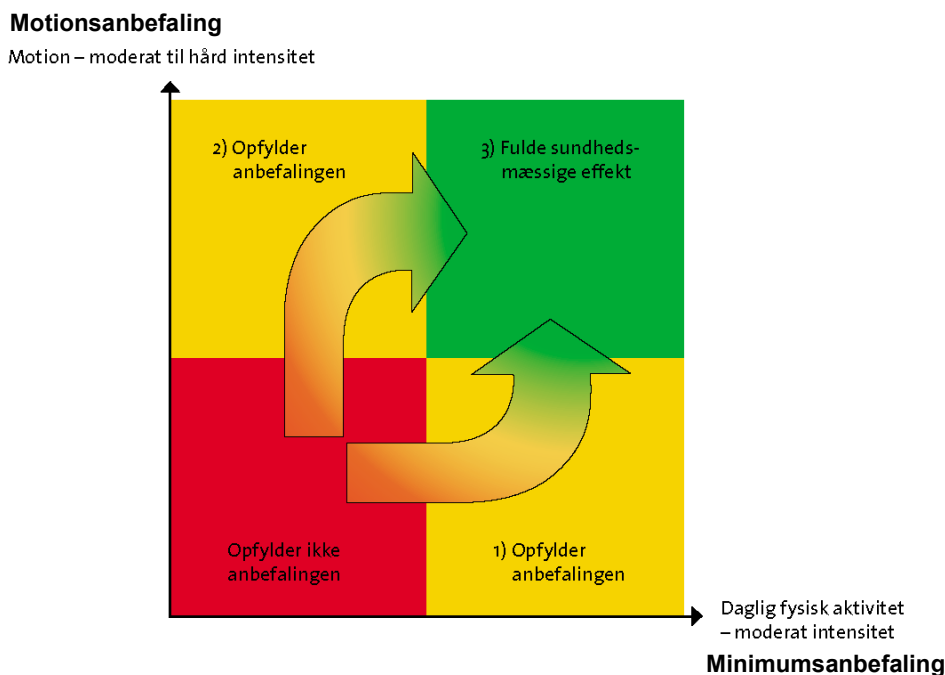 Motionsanbefaling
Motion – moderat til hård intensitet
2) Opfylder
anbefalingen
3) Fulde sundheds-
mæssige effekt
Opfylder ikke
anbefalingen
1) Opfylder
anbefalingen
Daglig fysisk aktivitet
– moderat intensitet
Minimumsanbefaling